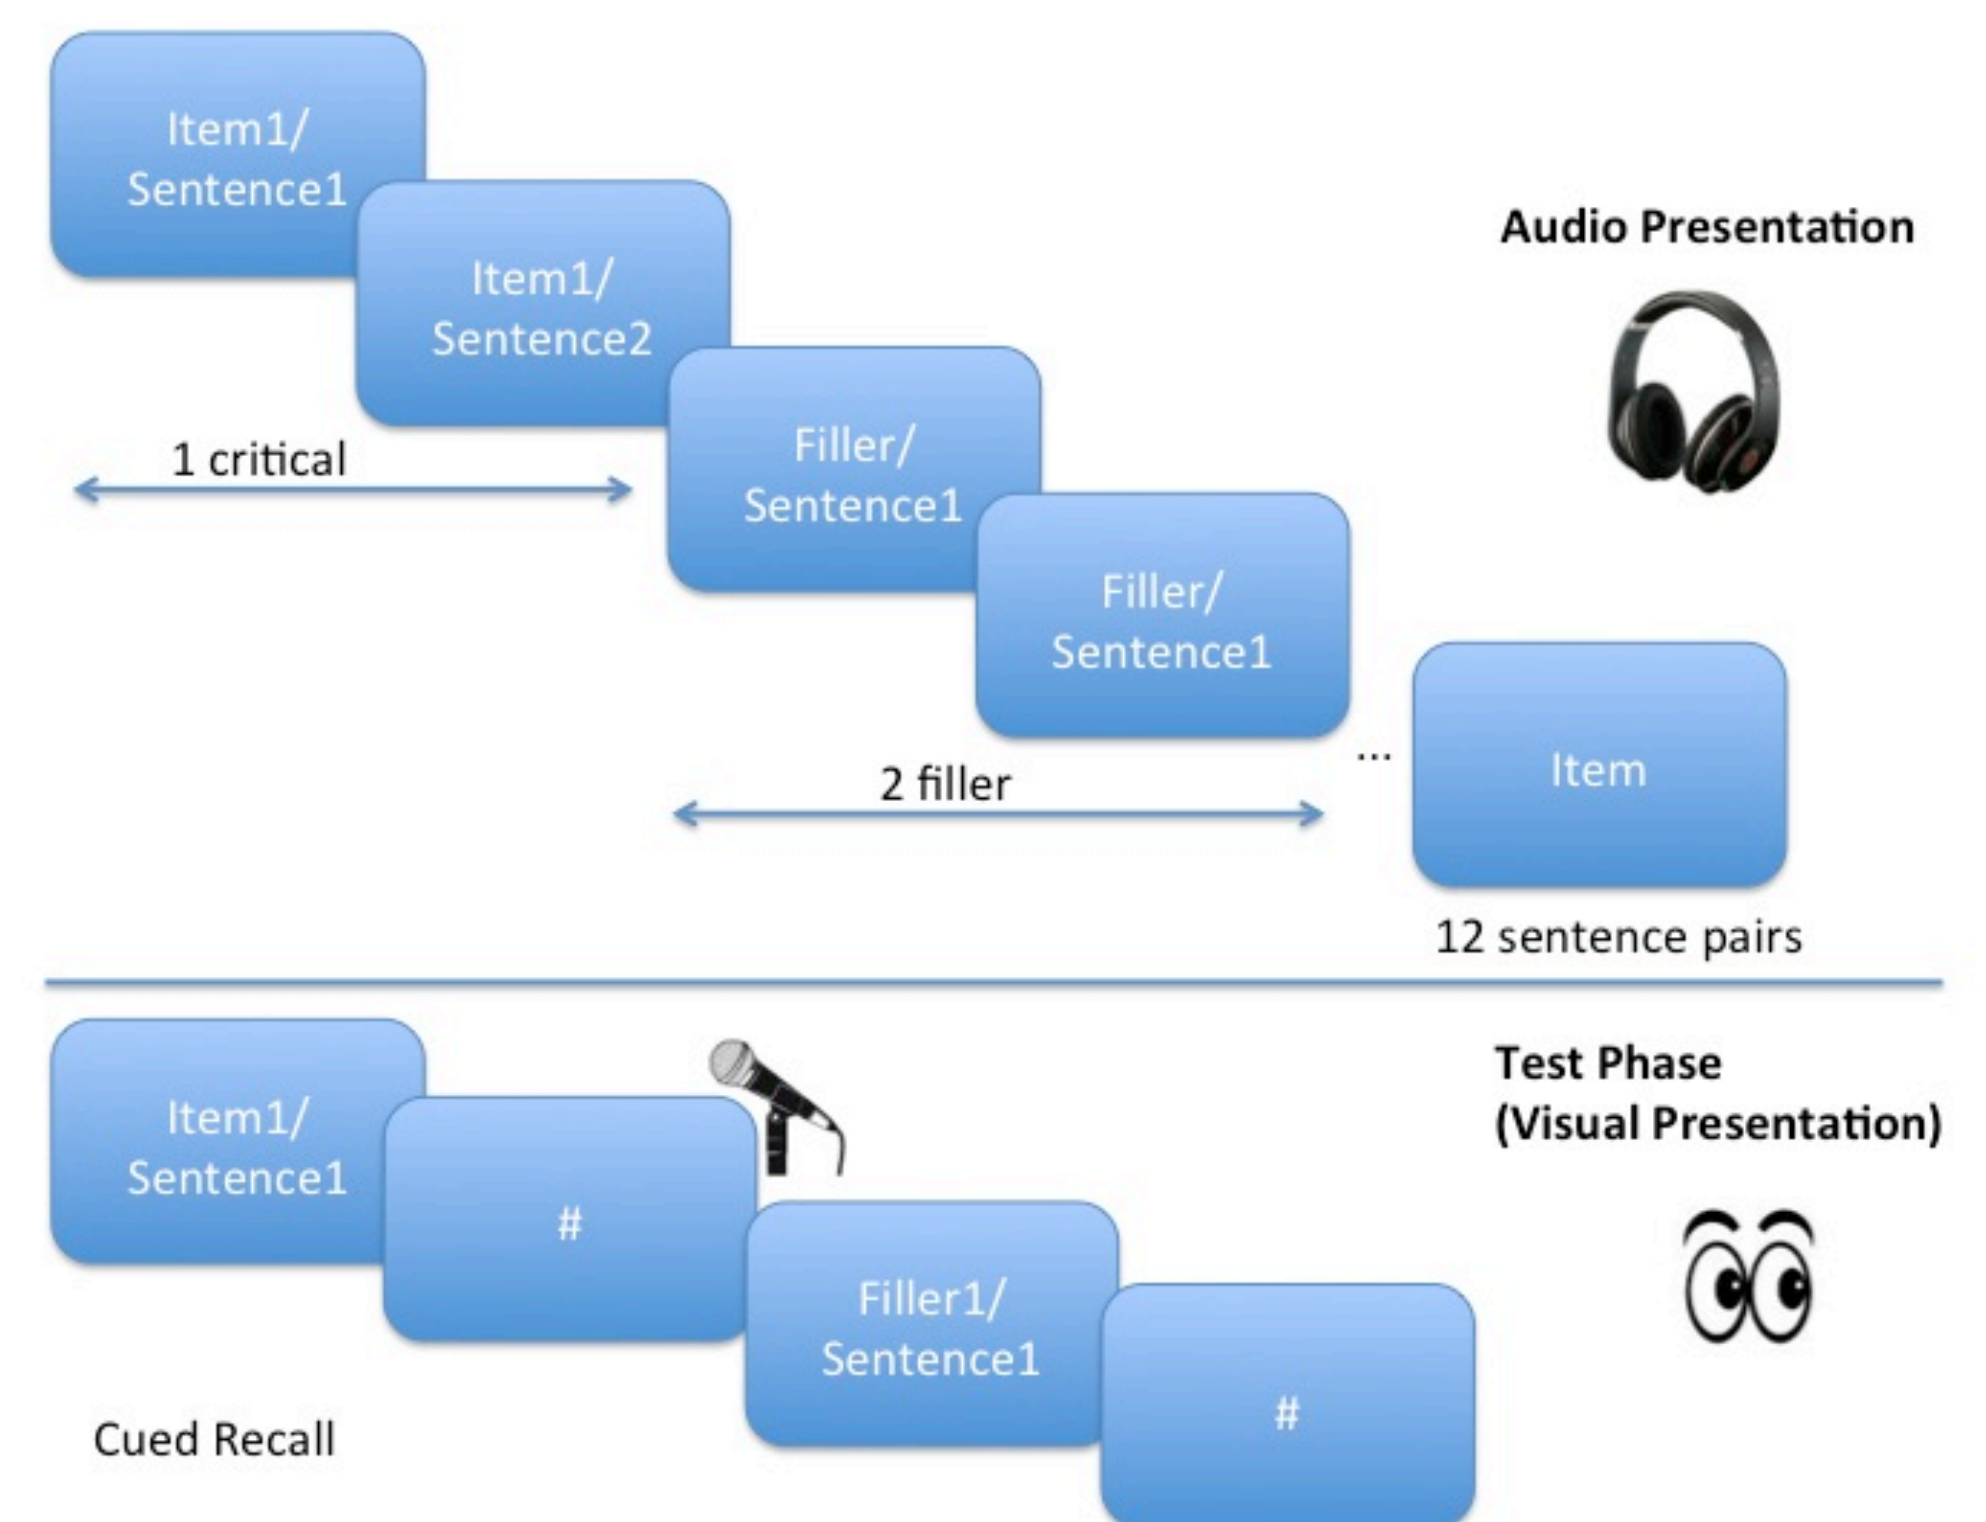 Item1/
Sentence1
Item1/
Sentence2
Audio Presentation
1 critical
Filler/
Sentence1
Filler/
Sentence1
2 filler
...
Item
12 sentence pairs
Item1/
Sentence1
#
Test Phase
(Visual Presentation)
Filler1/
Sentence1
#
Cued Recall